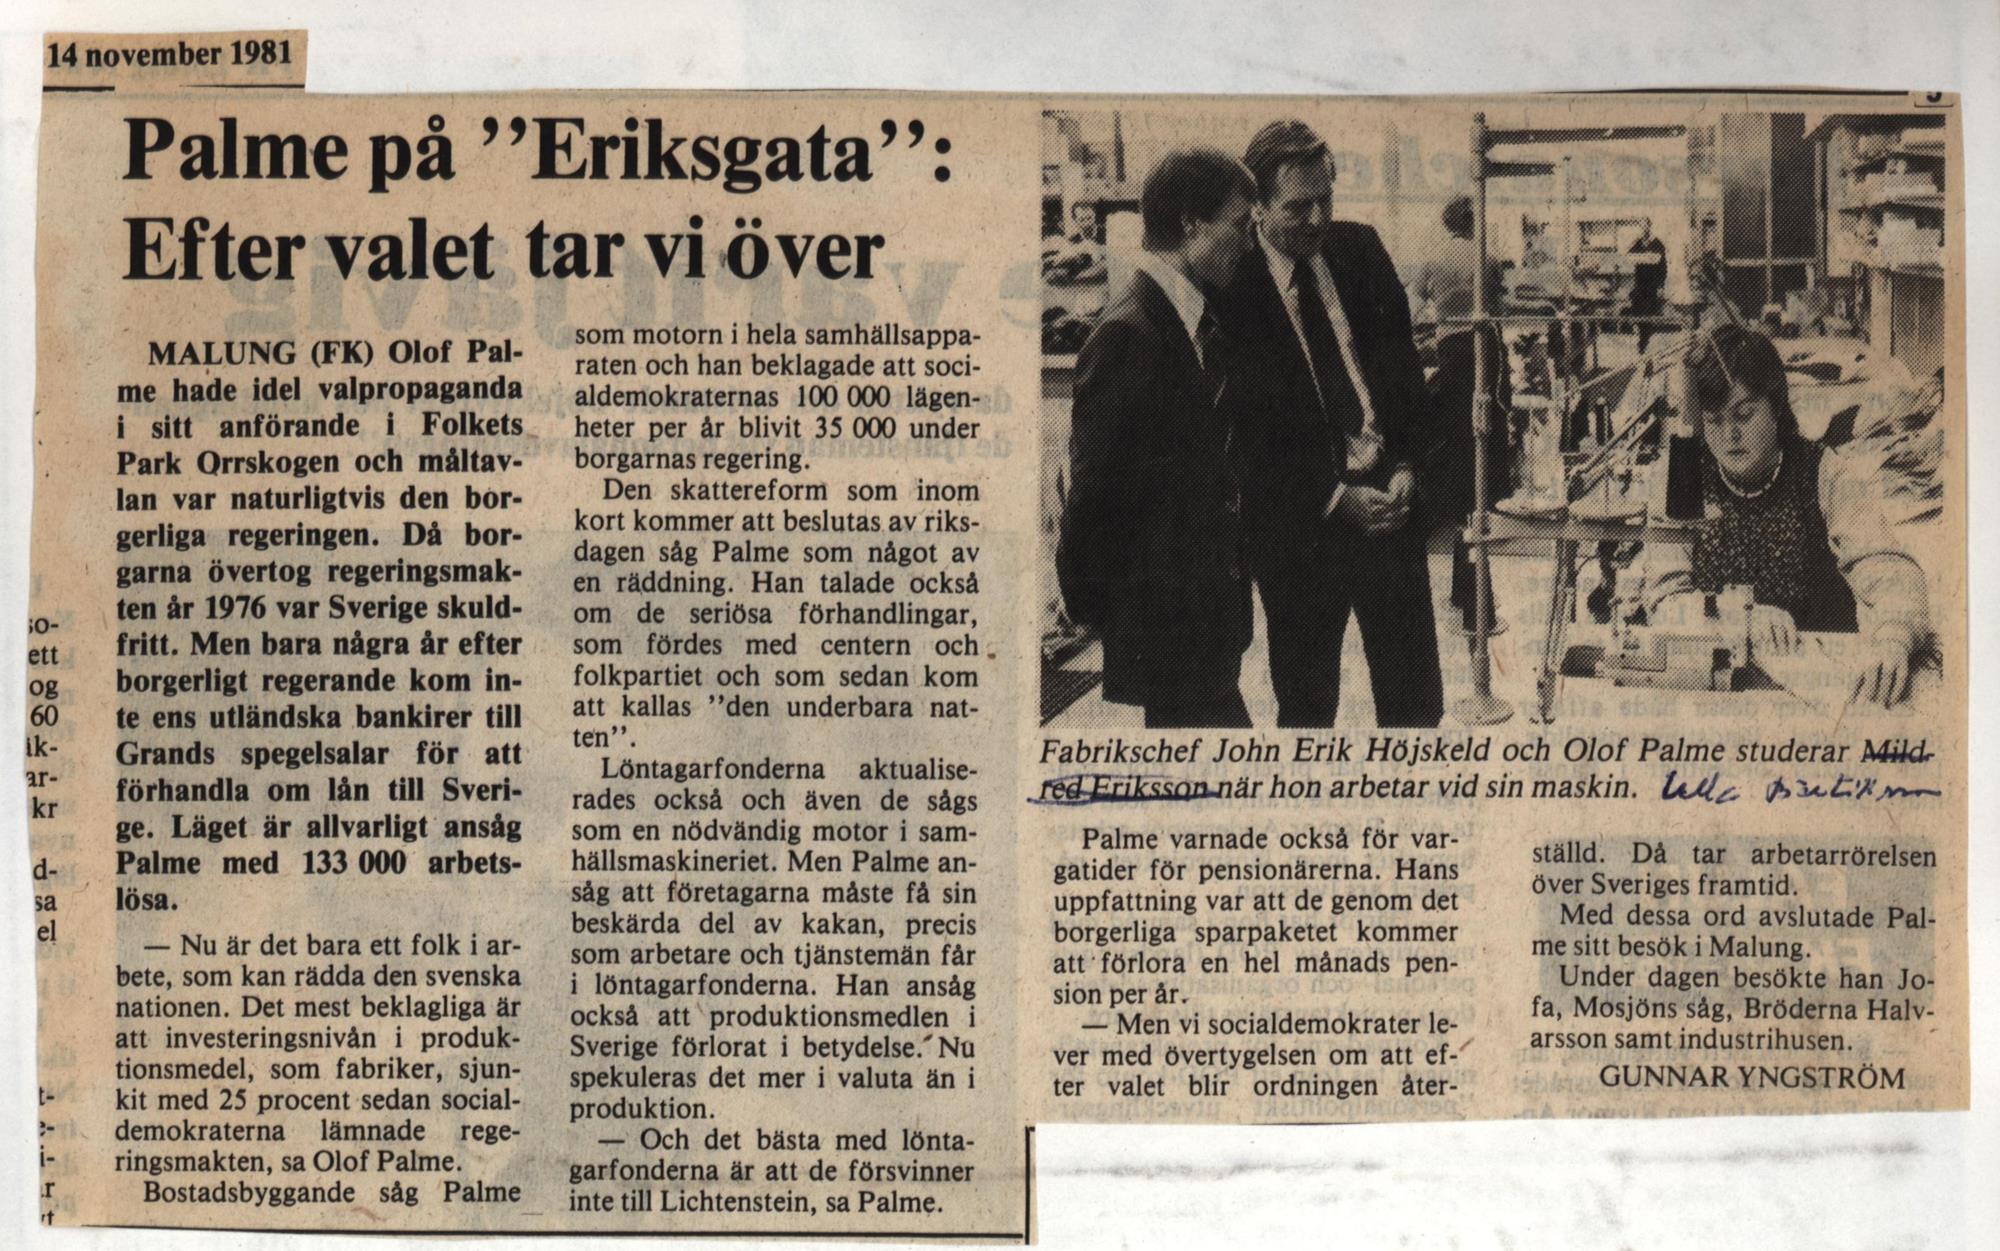 14 november 1981
Palme på ”Eriksgata”:
Efter valet tar vi över
MALUNG (FK) Olof Pal-
me hade idel valpropaganda
i sitt anförande i Folkets
Park Orrskogen och måltav-
lan var naturligtvis den bor-
gerliga regeringen. Då bor-
garna övertog regeringsmak-
ten år 1976 var Sverige skuld-
fritt. Men bara några år efter
borgerligt regerande kom in-
te ens utländska bankirer till
Grands spegelsalar för att
förhandla om lån till Sveri-
ge. Läget är allvarligt ansåg
Palme med 133 000 arbets-
lösa.
— Nu är det bara ett folk i ar-
bete, som kan rädda den svenska
nationen. Det mest beklagliga är
att investeringsnivån i produk-
tionsmedel, som fabriker, sjun-
kit med 25 procent sedan social-
demokraterna lämnade rege-
ringsmakten, sa Olof Palme.
Bostadsbyggande såg Palme
som motorn i hela samhällsappa-
raten och han beklagade att soci-
aldemokraternas 100 000 lägen-
heter per år blivit 35 000 under
borgarnas regering.
Den skattereform som inom
kort kommer att beslutas av riks-
dagen såg Palme som något av
en räddning. Han talade också
om de seriösa förhandlingar,
som fördes med centern och
folkpartiet och som sedan kom
att kallas ”den underbara nat-
ten”.
Löntagarfonderna aktualise-
rades också och även de sågs
som en nödvändig motor i sam-
hällsmaskineriet. Men Palme an-
såg att företagarna måste få sin
beskärda del av kakan, precis
som arbetare och tjänstemän får
i löntagarfonderna. Han ansåg
också att produktionsmedlen i
Sverige förlorat i betydelse. Nu
spekuleras det mer i valuta än i
produktion.
— Och det bästa med lönta-
garfonderna är att de försvinner
inte till Lichtenstein, sa Palme.
Fabrikschef John Erik Höjskeld och Olof Palme studerar Mild-
red Eriksson när hon arbetar vid sin maskin.
Palme varnade också för var-
gatider för pensionärerna. Hans
uppfattning var att de genom det
borgerliga sparpaketet kommer
att förlora en hel månads pen-
sion per år.
— Men vi socialdemokrater le-
ver med övertygelsen om att ef-
ter valet blir ordningen åter-
ställd. Då tar arbetarrörelsen
över Sveriges framtid.
Med dessa ord avslutade Pal-
me sitt besök i Malung.
Under dagen besökte han Jo-
fa, Mosjöns såg, Bröderna Halv-
arsson samt industrihusen.
GUNNAR YNGSTRÖM